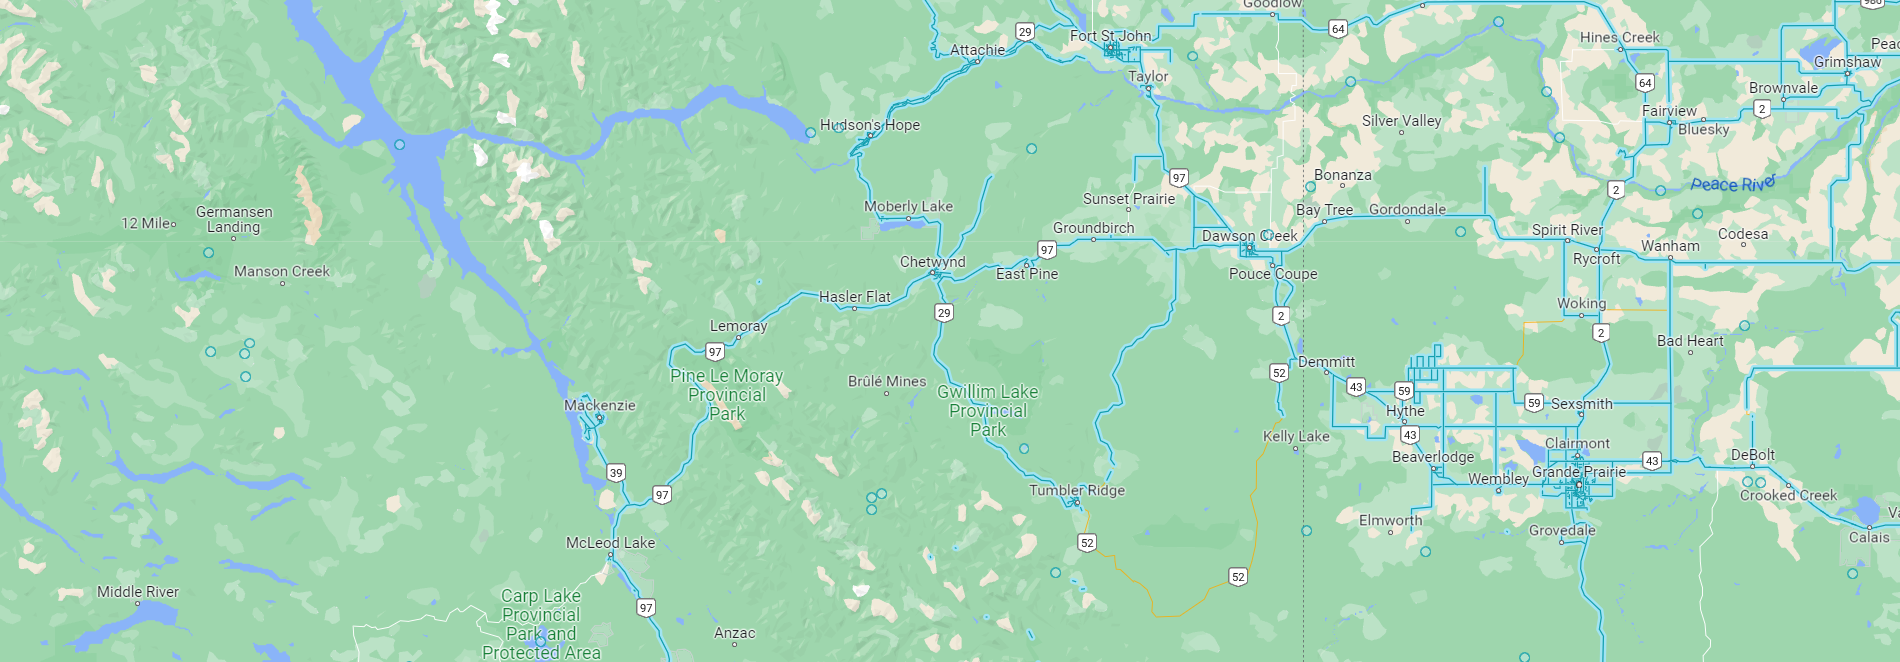 Goodlow
986
29
64
Fort St John
Hines Creek
Attachie
Peac
Grimshaw
Taylor
64
Brownvale
2
Fairview
Silver Valley
Hudson's Hope
Bluesky
97
Bonanza
2
Peace River
Sunset Prairie
Moberly Lake
Germansen
Landing
12 Mile
Bay Tree
Gordondale
Groundbirch
Dawson Creek
Spirit River
Codesa
Wanham
97
Rycroft
Chetwynd
Manson Creek
East Pine
Pouce Coupe
Hasler Flat
Woking
29
2
Lemoray
2
Bad Heart
97
Demmitt
52
Pine Le Moray
Provincial
Park
Brûlé Mines
43
59
Gwillim Lake
Provincial
Park
Mackenzie
Hythe
59
Sexsmith
43
Kelly Lake
Clairmont
Beaverlodge
DeBolt
43
39
Grande Prairie
Wembley
97
Tumbler Ridge
Crooked Creek
Va
Elmworth
Grovedale
Calais
McLeod Lake
52
52
Middle River
Carp Lake
Provincial
Park and
Protected Area
97
Anzac